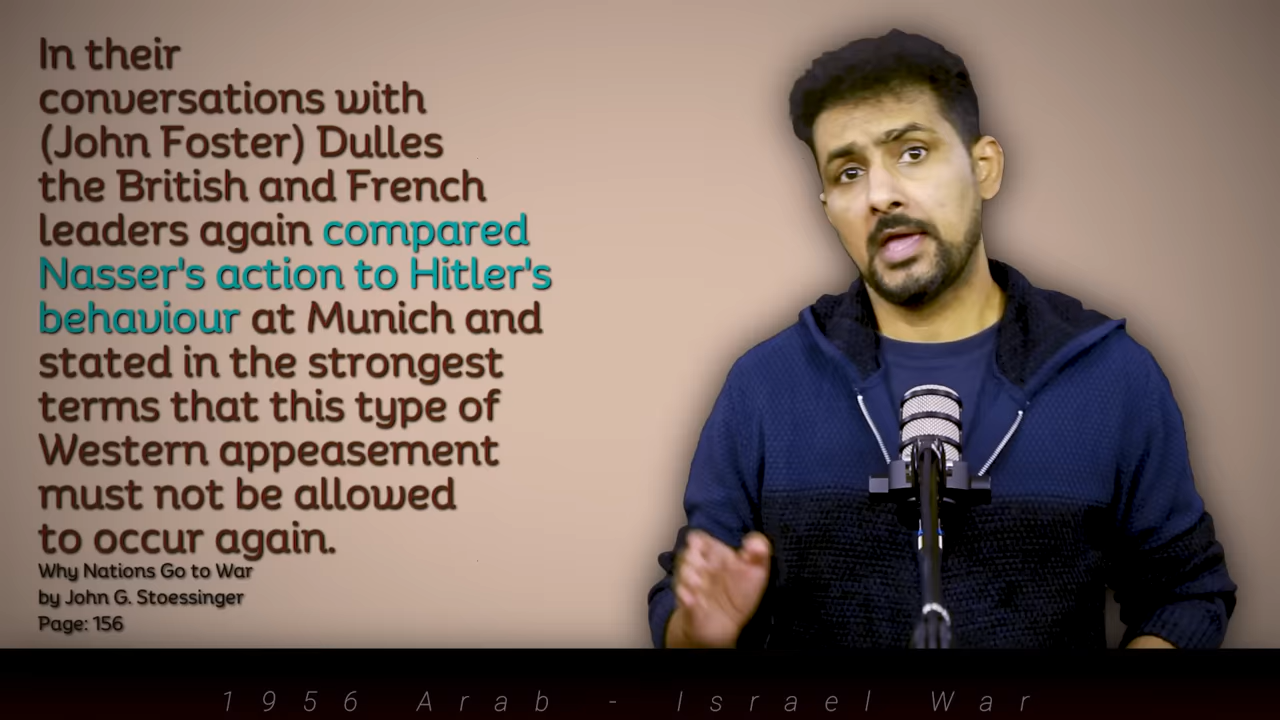 In their
conversations with
(John Foster) Dulles
the British and French
leaders again compared
Nasser's action to Hitler's
behaviour at Munich and
stated in the strongest
terms that this type of
Western appeasement
must not be allowed
to occur again.
Why Nations Go to War
by John G. Stoessinger
Page: 156
1956 Arab - Israel War